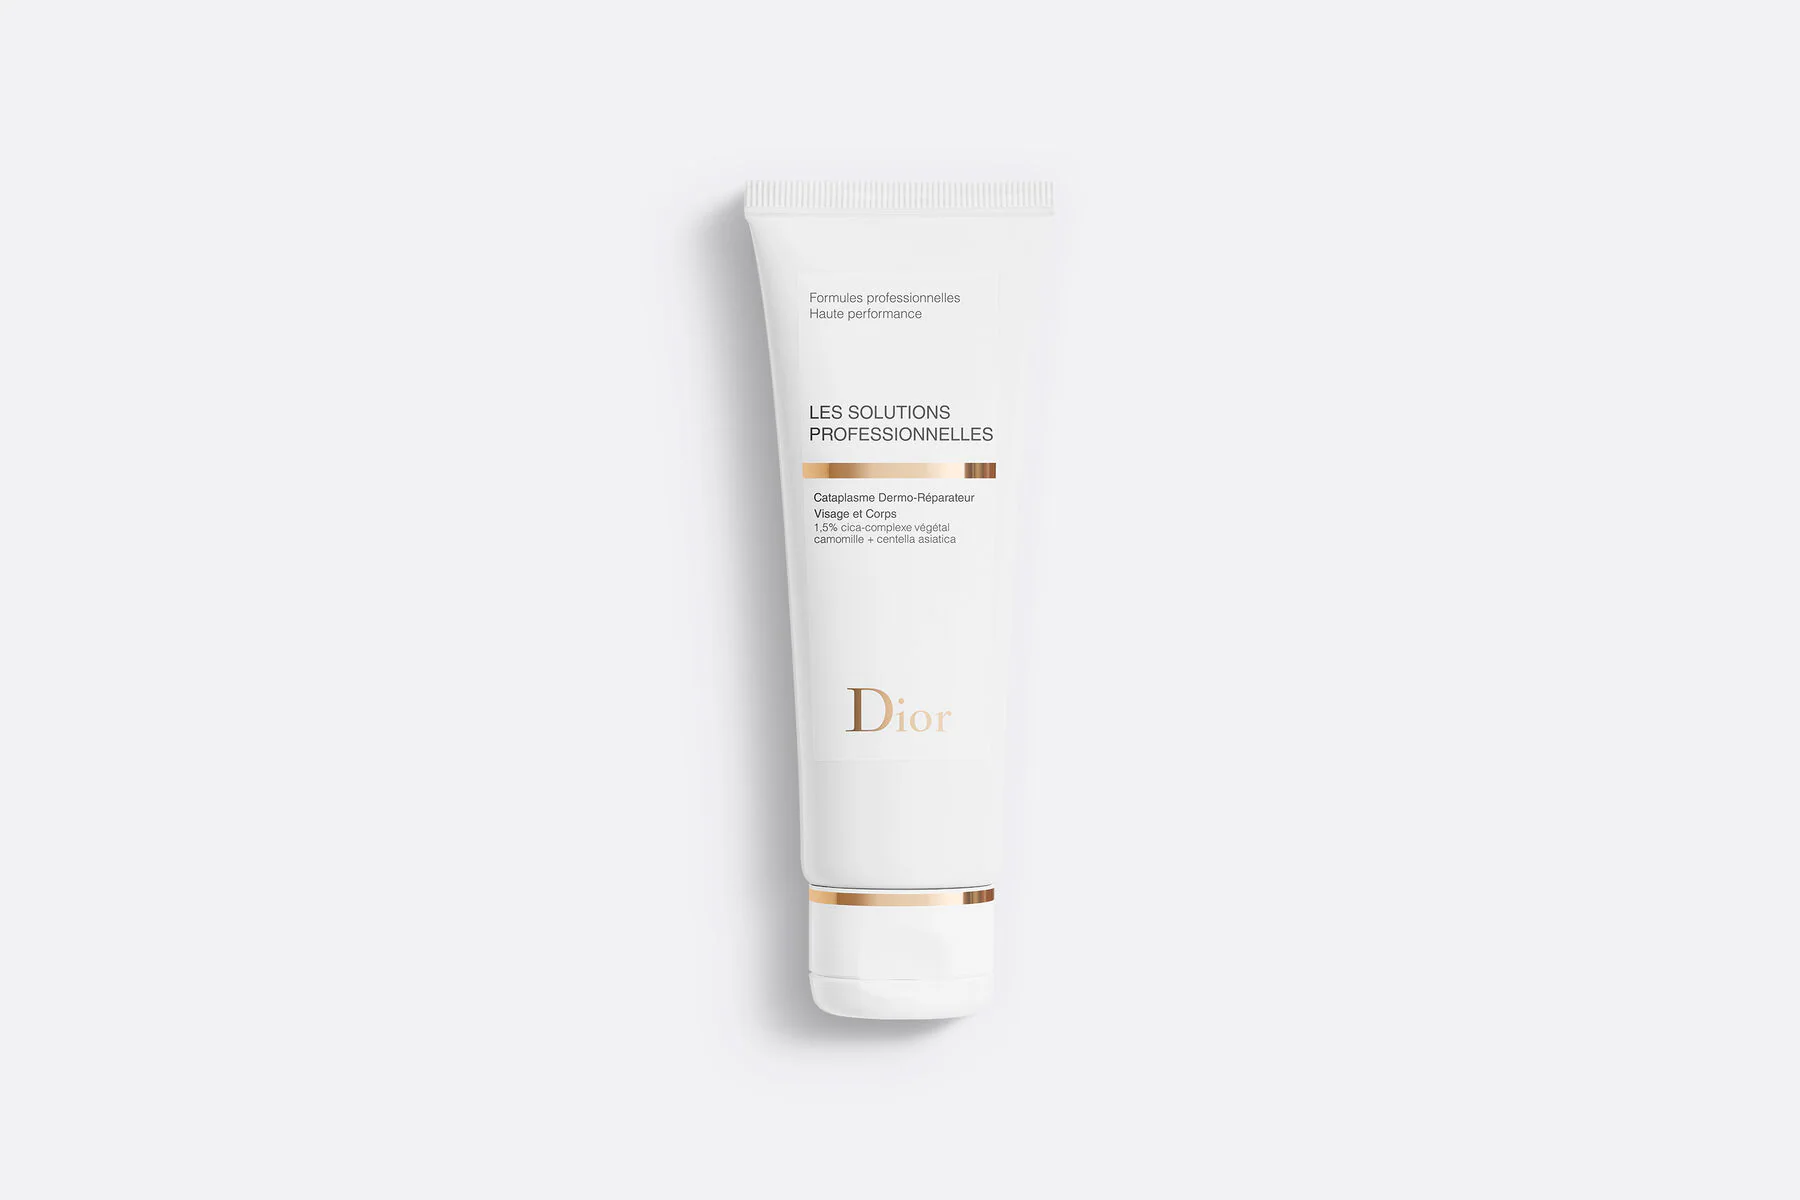 Formules professionnelles
Haute performance
LES SOLUTIONS
PROFESSIONNELLES
Cataplasme Dermo-Réparateur
Visage et Corps
1,5% cica-complexe végétal
camomille + centella asiatica
Dior